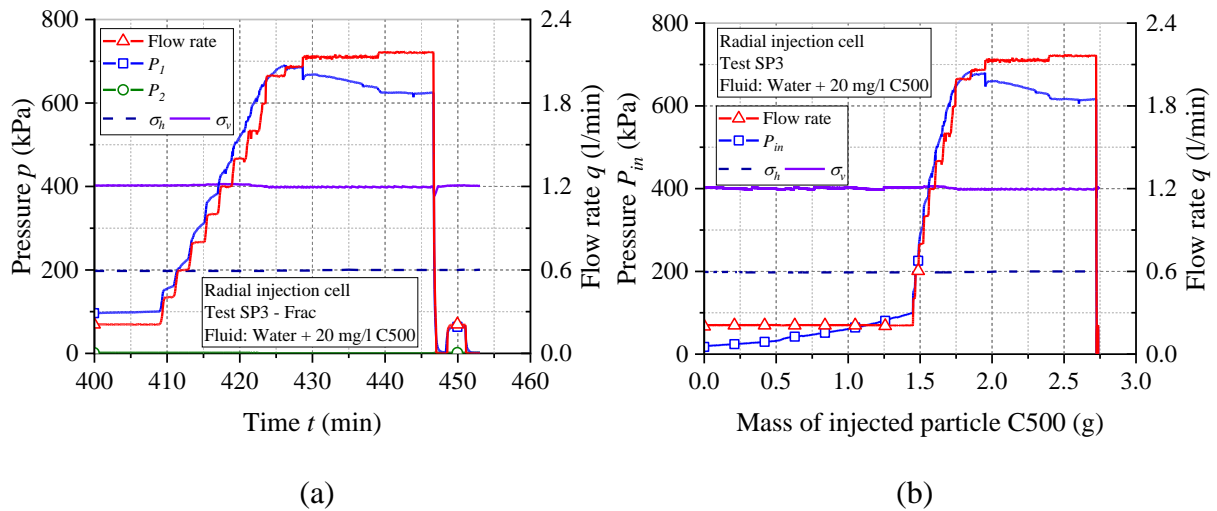 800
600
400
200
0
Pressure p (kPa)
Flow rate
P1
P2
σh σv
Radial injection cell
Test SP3 - Frac
Fluid: Water + 20 mg/l C500
2.4
1.8
1.2
0.6
0.0
Flow rate q (l/min)
400 410 420 430 440 450 460
Time t (min)
(a)
800
700
600
500
400
300
200
100
0
Pressure Pin (kPa)
Radial injection cell
Test SP3
Fluid: Water + 20 mg/l C500
Flow rate
Pin
σh σv
2.4
1.8
1.2
0.6
0.0
Flow rate q (l/min)
0.0 0.5 1.0 1.5 2.0 2.5 3.0
Mass of injected particle C500 (g)
(b)